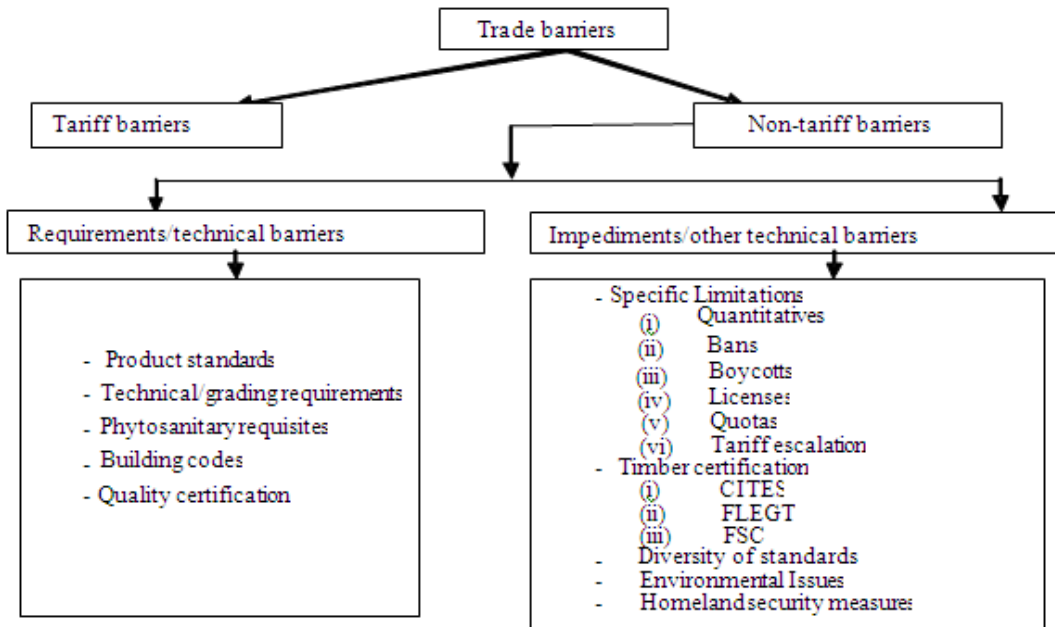 Trade barriers
Tariff barriers
Non-tariff barriers
Requirements/technical barriers
Impediments/other technical barriers
- Product standards
- Technical/grading requirements
- Phytosanitary requisites
- Building codes
- Quality certification
- Specific Limitations
(i) Quantitatives
(ii) Bans
(iii) Boycotts
(iv) Licenses
(v) Quotas
(vi) Tariff escalation
- Timber certification
(i) CITES
(ii) FLEGT
(iii) FSC
- Diversity of standards
- Environmental Issues
- Homeland security measures